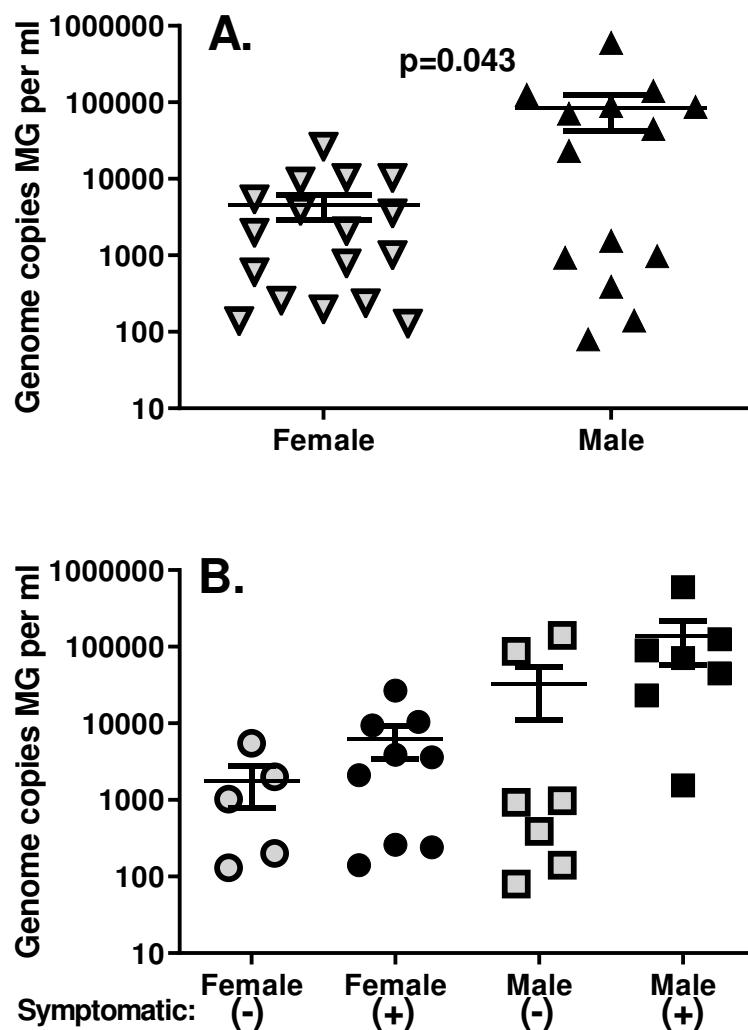 A.
p=0.043
Genome copies MG per ml
1000000
100000
10000
1000
100
10
Female Male
B.
Genome copies MG per ml
1000000
100000
10000
1000
100
10
Female Female Male Male
Symptomatic: (-) (+) (-) (+)